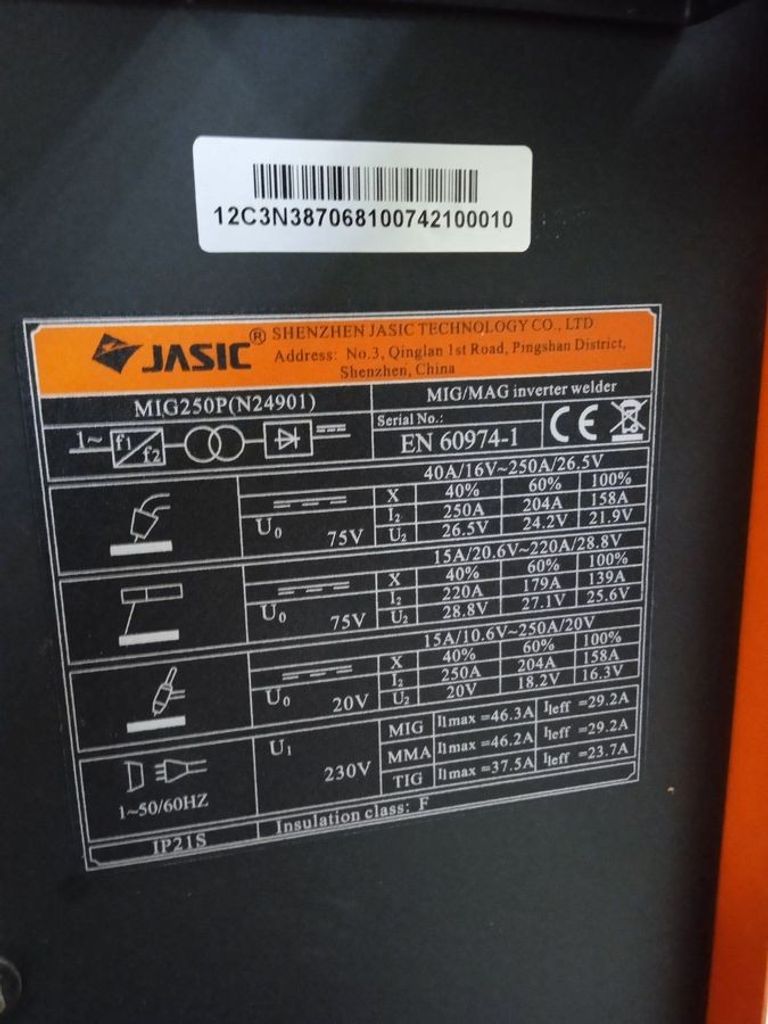 12C3N387068100742100010
JASIC® SHENZHEN JASIC TECHNOLOGY CO., LTD
Address: No.3, Qinglan 1st Road, Pingshan District,
Shenzhen, China
MIG250P(N24901)
MIG/MAG inverter welder
1~ f1 f2
Serial No.:
EN 60974-1
CE
40A/16V~250A/26.5V
X 40% 60% 100%
I2 250A 204A 158A
U0 75V
U2 26.5V 24.2V 21.9V
15A/20.6V~220A/28.8V
X 40% 60% 100%
I2 220A 179A 139A
U0 75V
U2 28.8V 27.1V 25.6V
15A/10.6V~250A/20V
X 40% 60% 100%
I2 250A 204A 158A
U0 20V
U2 20V 18.2V 16.3V
1~50/60HZ
U1 230V
MIG I1max =46.3A I1eff =29.2A
MMA I1max =46.2A I1eff =29.2A
TIG I1max =37.5A I1eff =23.7A
IP21S
Insulation class: F